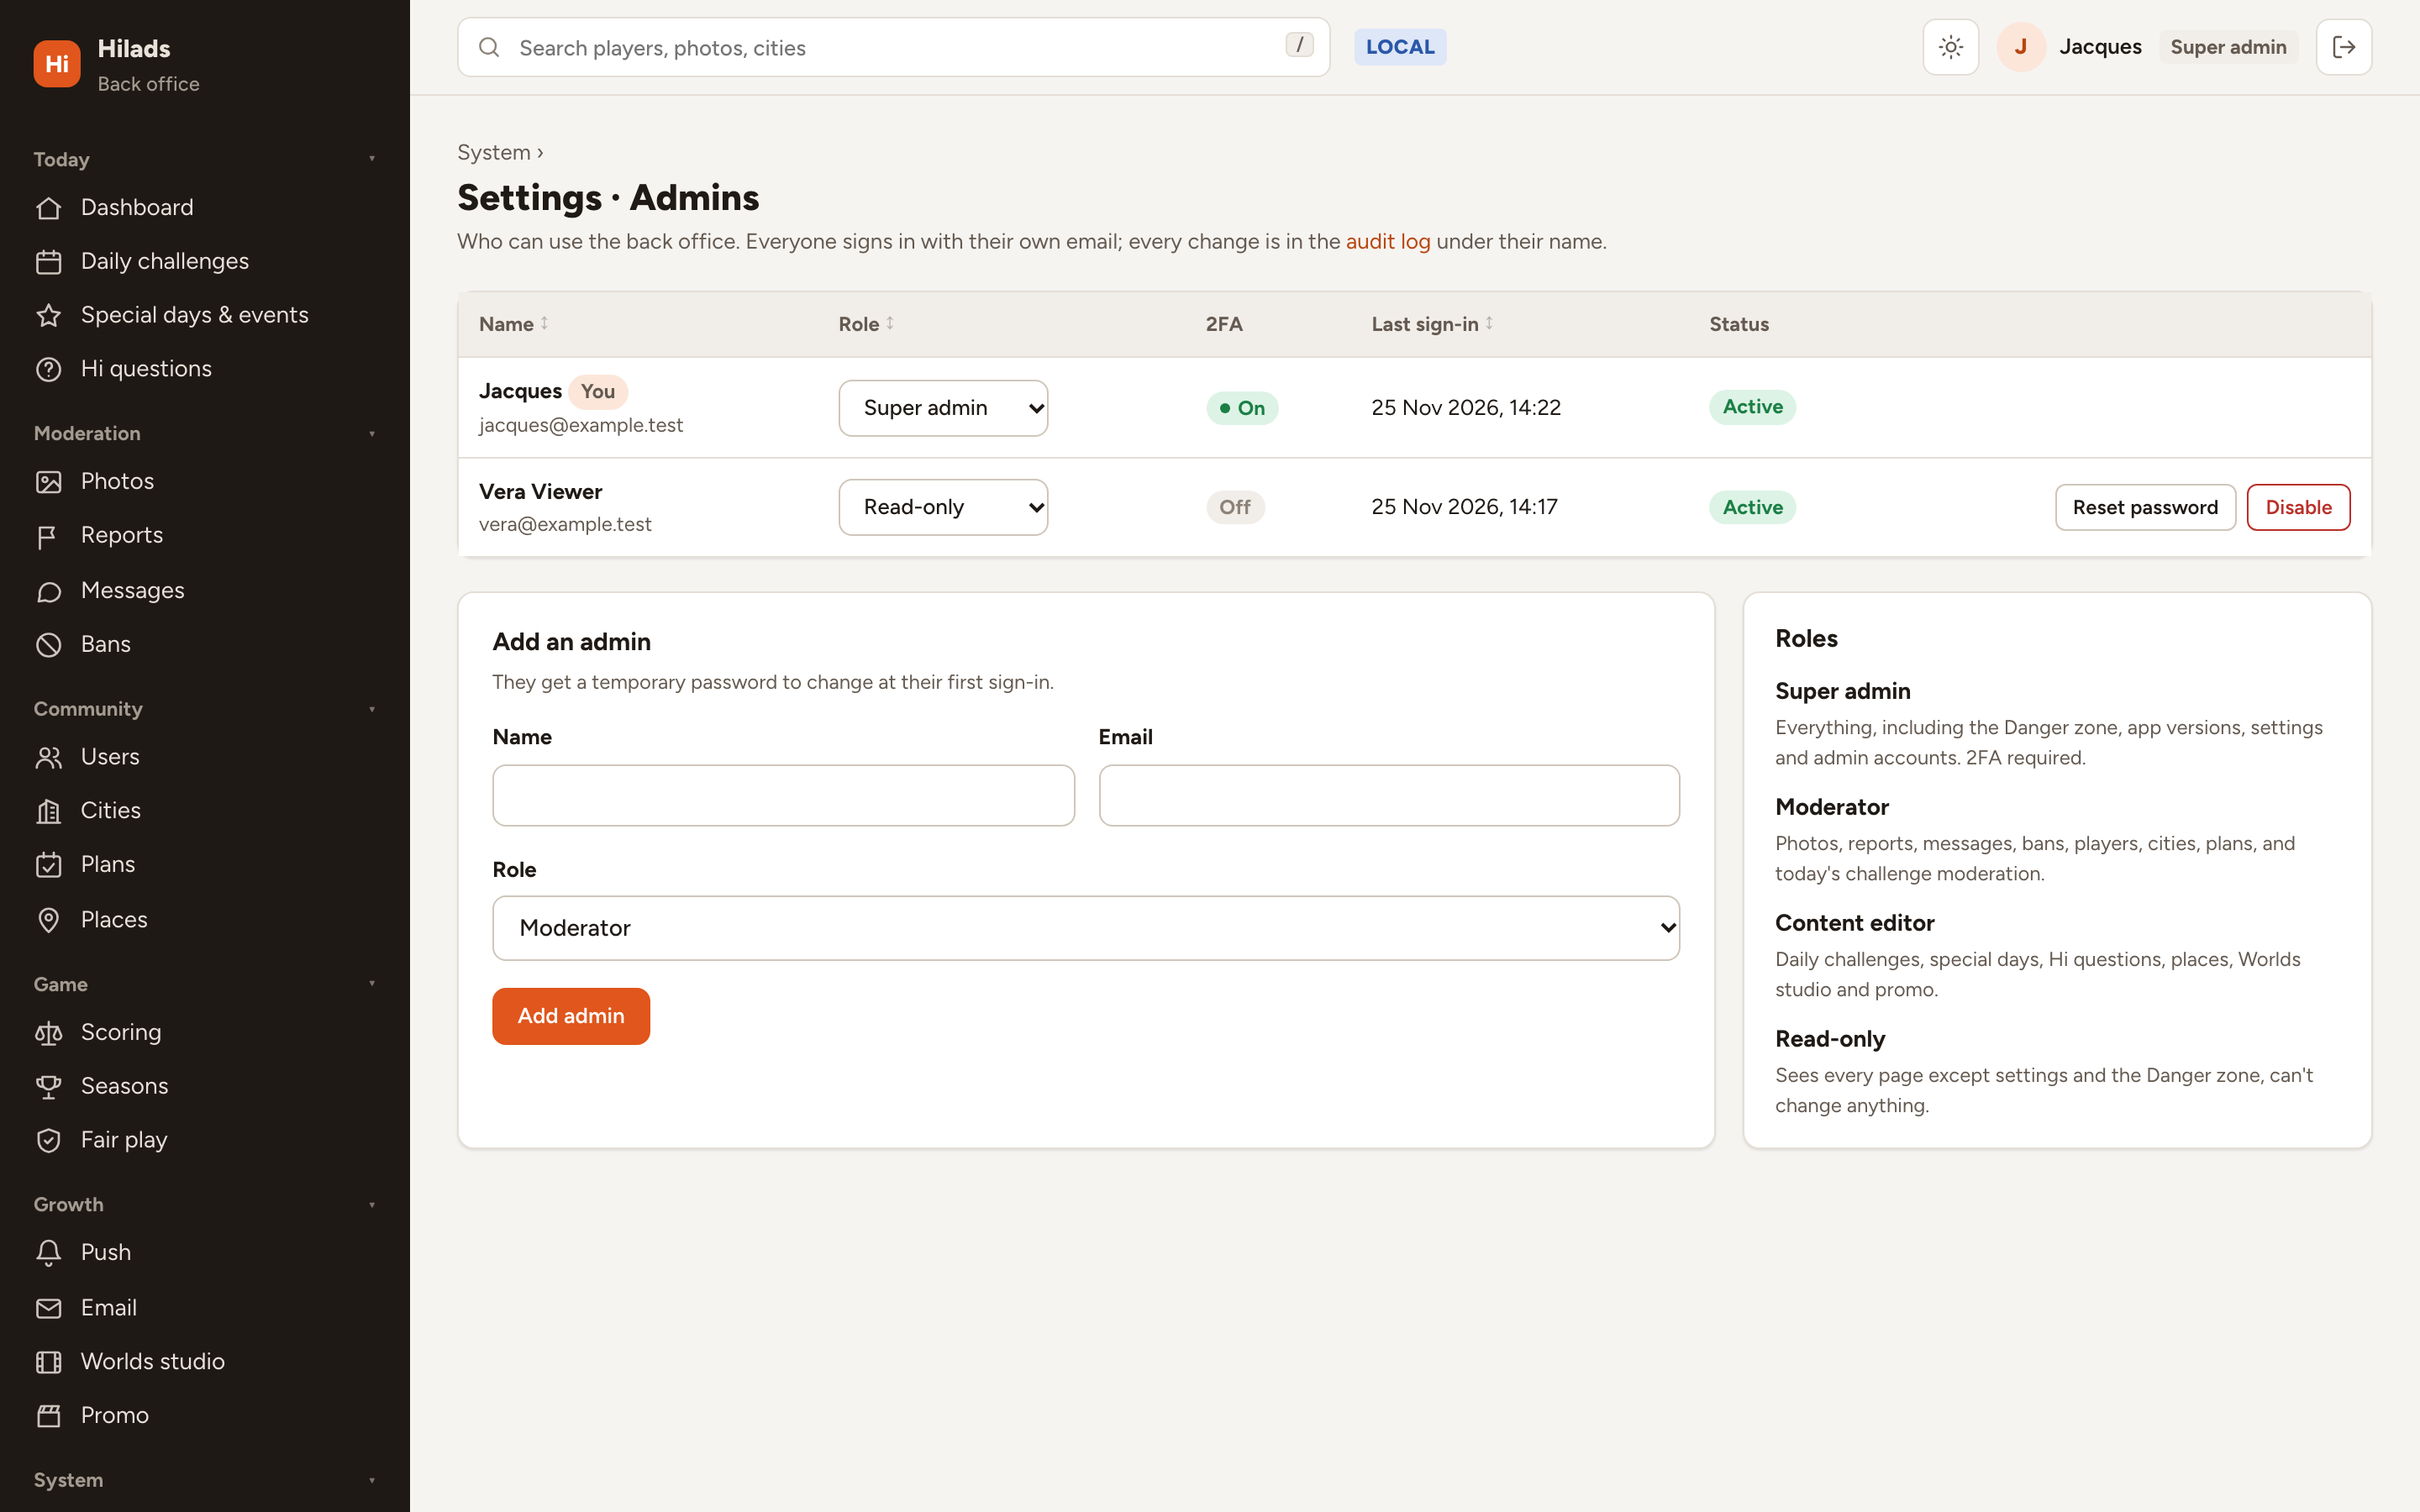 Hi
Hilads
Back office
Today
Dashboard
Daily challenges
Special days & events
Hi questions
Moderation
Photos
Reports
Messages
Bans
Community
Users
Cities
Plans
Places
Game
Scoring
Seasons
Fair play
Growth
Push
Email
Worlds studio
Promo
System
Search players, photos, cities /
LOCAL
J Jacques Super admin
System ›
Settings · Admins
Who can use the back office. Everyone signs in with their own email; every change is in the audit log under their name.
Name Role 2FA Last sign-in Status
Jacques You
jacques@example.test
Super admin On 25 Nov 2026, 14:22 Active
Vera Viewer
vera@example.test
Read-only Off 25 Nov 2026, 14:17 Active Reset password Disable
Add an admin
They get a temporary password to change at their first sign-in.
Name Email
Role
Moderator
Add admin
Roles
Super admin
Everything, including the Danger zone, app versions, settings
and admin accounts. 2FA required.
Moderator
Photos, reports, messages, bans, players, cities, plans, and
today's challenge moderation.
Content editor
Daily challenges, special days, Hi questions, places, Worlds
studio and promo.
Read-only
Sees every page except settings and the Danger zone, can't
change anything.